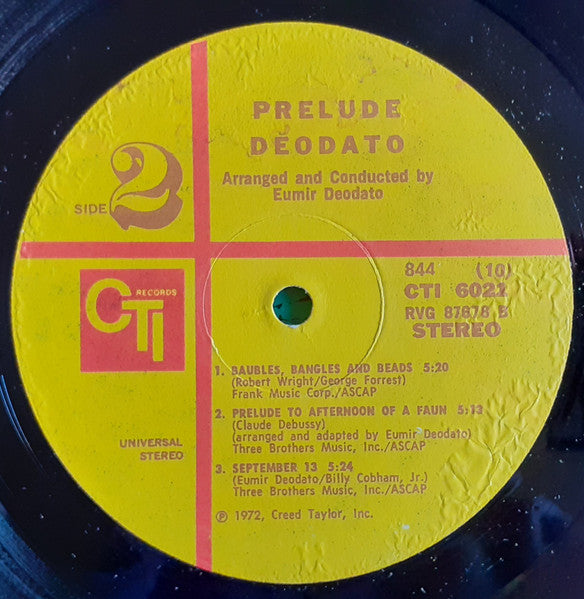 PRELUDE
DEODATO
Arranged and Conducted by
Eumir Deodato
SIDE 2
844 (10)
CTI 6021
RVG 87878 B
STEREO
CTI RECORDS
1. BAUBLES, BANGLES AND BEADS 5:20
(Robert Wright/George Forrest)
Frank Music Corp./ASCAP
2. PRELUDE TO AFTERNOON OF A FAUN 5:13
(Claude Debussy)
(arranged and adapted by Eumir Deodato)
Three Brothers Music, Inc./ASCAP
3. SEPTEMBER 13 5:24
(Eumir Deodato/Billy Cobham, Jr.)
Three Brothers Music, Inc./ASCAP
UNIVERSAL
STEREO
℗ 1972, Creed Taylor, Inc.